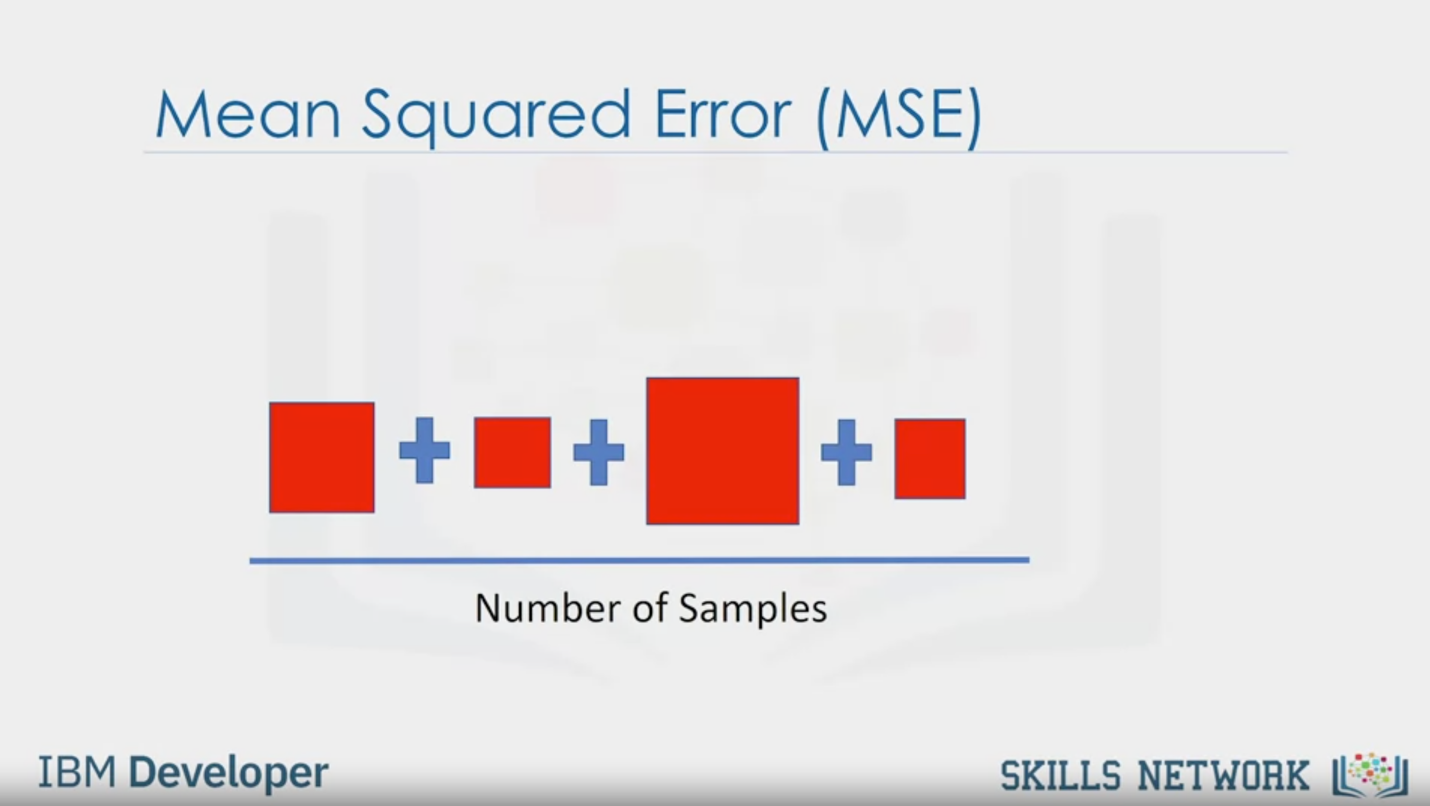 Mean Squared Error (MSE)
Number of Samples
IBM Developer
SKILLS NETWORK